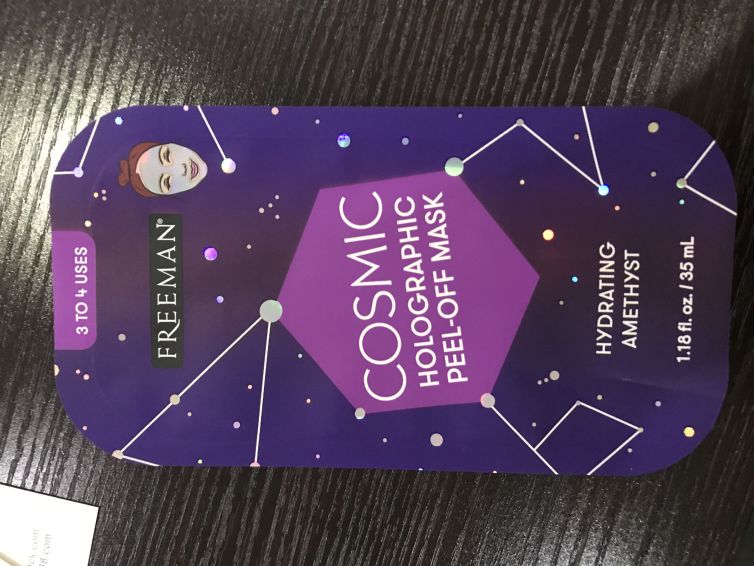 3 TO 4 USES
FREEMAN®
COSMIC
HOLOGRAPHIC
PEEL-OFF MASK
HYDRATING
AMETHYST
1.18 fl. oz. / 35 mL